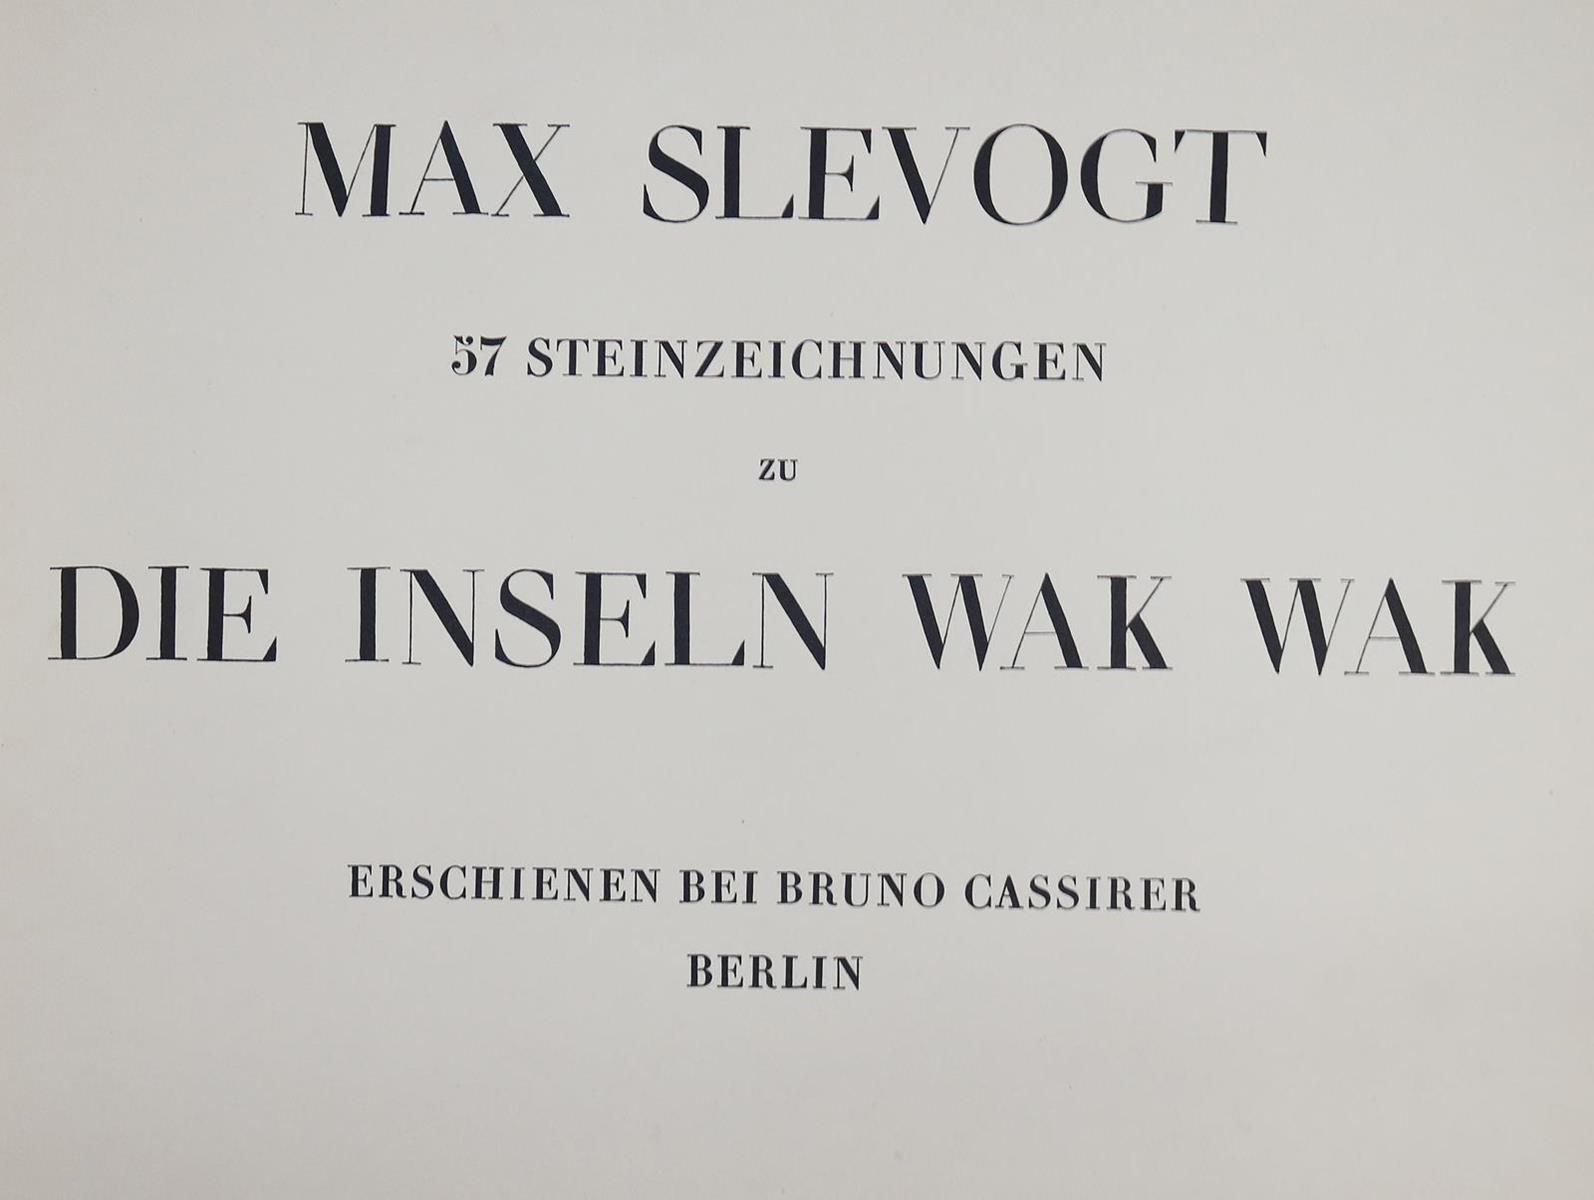 MAX SLEVOGT
57 STEINZEICHNUNGEN
ZU
DIE INSELN WAK WAK
ERSCHIENEN BEI BRUNO CASSIRER
BERLIN